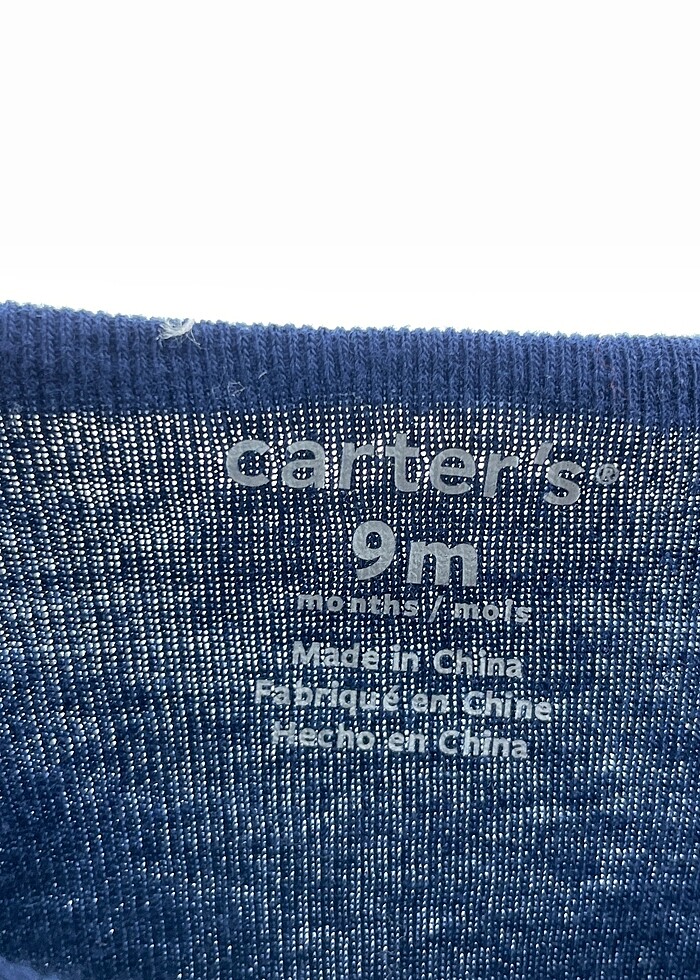 carter's®
9m
months / mois
Made in China
Fabriqué en Chine
Hecho en China